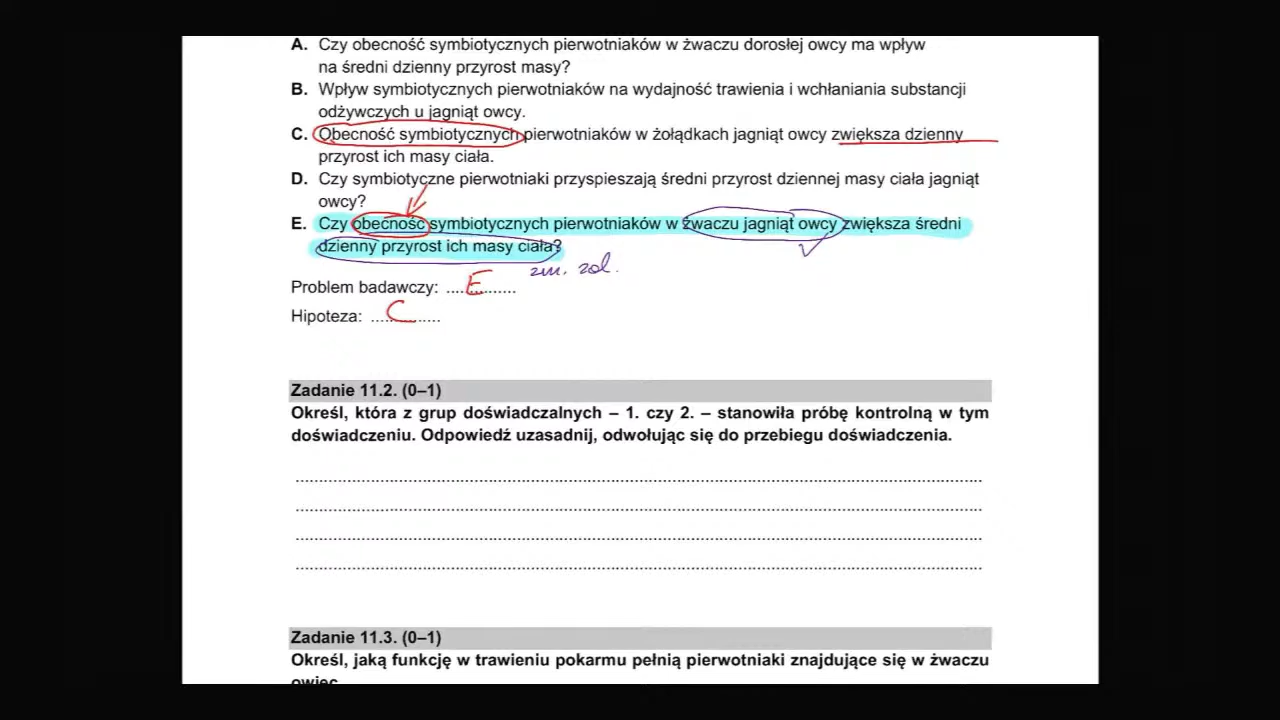 A. Czy obecność symbiotycznych pierwotniaków w żwaczu dorosłej owcy ma wpływ
na średni dzienny przyrost masy?
B. Wpływ symbiotycznych pierwotniaków na wydajność trawienia i wchłaniania substancji
odżywczych u jagniąt owcy.
C. Obecność symbiotycznych pierwotniaków w żołądkach jagniąt owcy zwiększa dzienny
przyrost ich masy ciała.
D. Czy symbiotyczne pierwotniaki przyspieszają średni przyrost dziennej masy ciała jagniąt
owcy?
E. Czy obecność symbiotycznych pierwotniaków w żwaczu jagniąt owcy zwiększa średni
dzienny przyrost ich masy ciała?
zm. zal.
Problem badawczy: ....E..........
Hipoteza: ....C..........
Zadanie 11.2. (0–1)
Określ, która z grup doświadczalnych – 1. czy 2. – stanowiła próbę kontrolną w tym
doświadczeniu. Odpowiedź uzasadnij, odwołując się do przebiegu doświadczenia.
Zadanie 11.3. (0–1)
Określ, jaką funkcję w trawieniu pokarmu pełnią pierwotniaki znajdujące się w żwaczu
owiec.